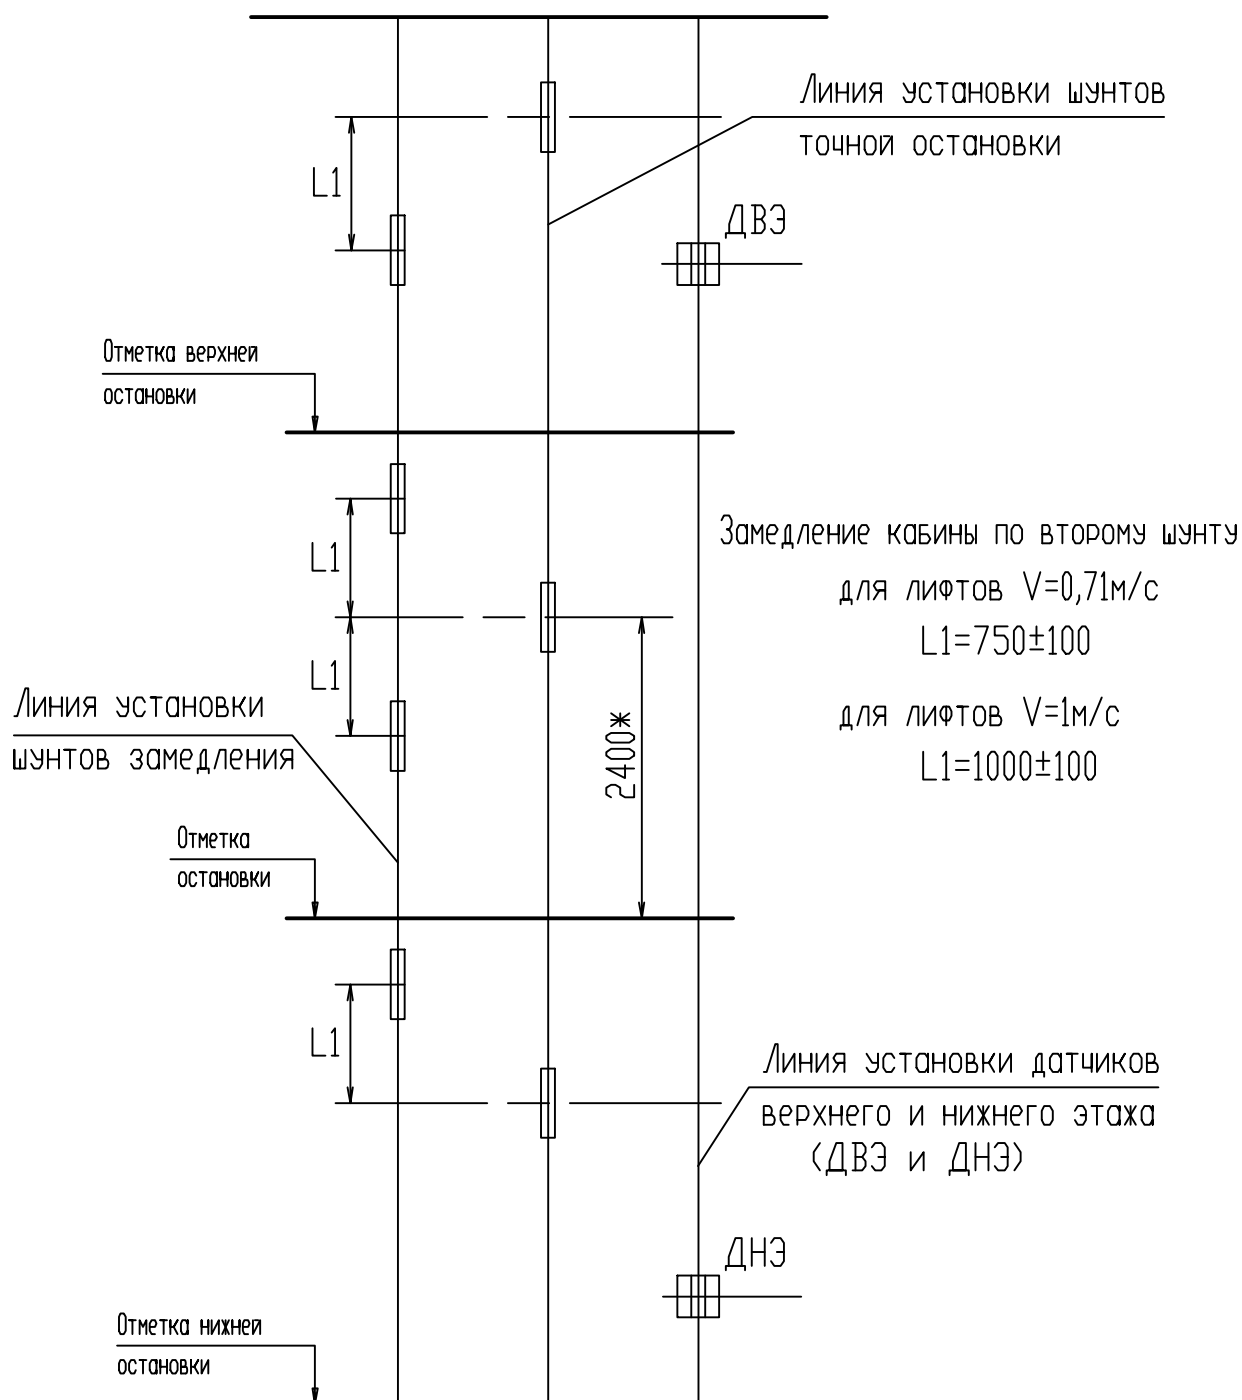 Линия установки шунтов
точной остановки
L1
ДВЭ
Отметка верхней
остановки
L1
Замедление кабины по второму шунту
для лифтов V=0,71м/с
L1=750±100
L1
Линия установки
шунтов замедления
для лифтов V=1м/с
L1=1000±100
2400ж
Отметка
остановки
L1
Линия установки датчиков
верхнего и нижнего этажа
(ДВЭ и ДНЭ)
ДНЭ
Отметка нижней
остановки